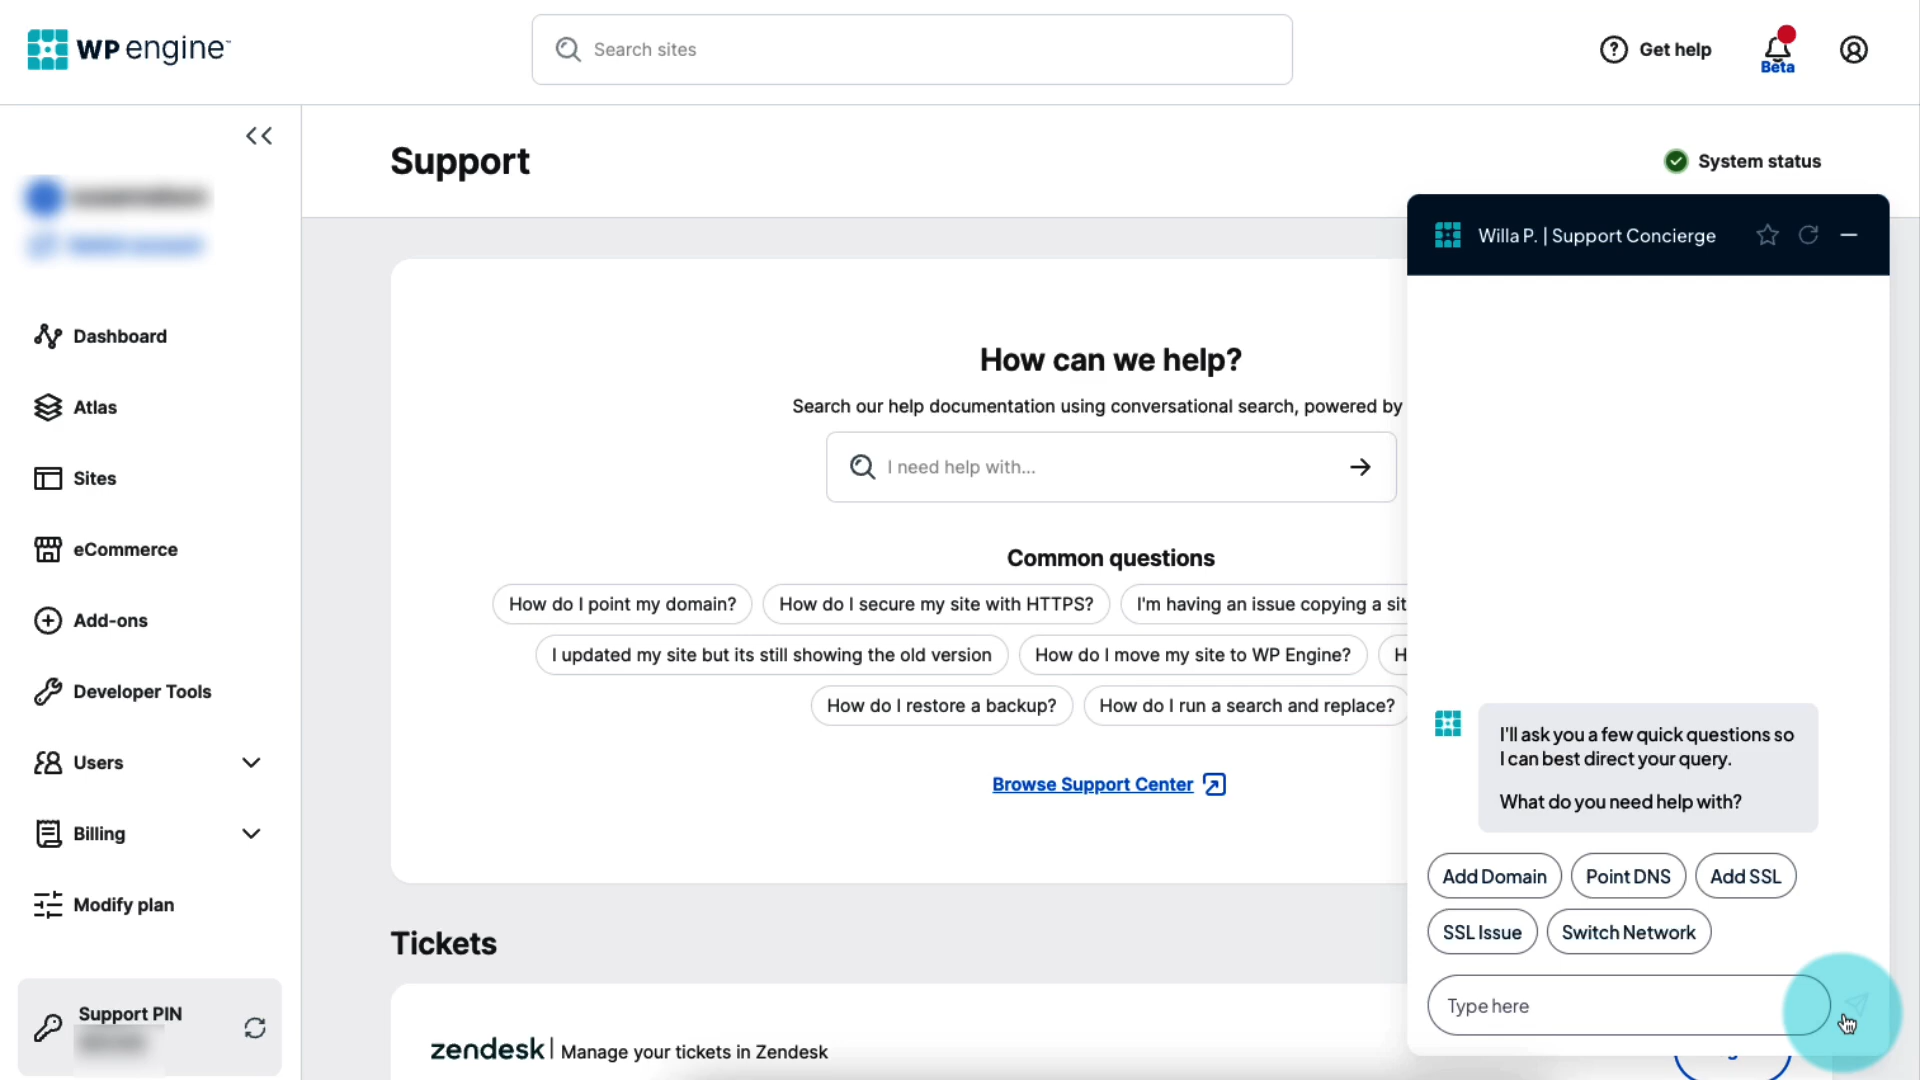 WP engine™
Search sites
Get help
Beta
Support
System status
Dashboard
Atlas
Sites
eCommerce
Add-ons
Developer Tools
Users
Billing
Modify plan
Support PIN
How can we help?
Search our help documentation using conversational search, powered by
I need help with...
Common questions
How do I point my domain?
How do I secure my site with HTTPS?
I'm having an issue copying a sit
I updated my site but its still showing the old version
How do I move my site to WP Engine?
H
How do I restore a backup?
How do I run a search and replace?
Browse Support Center
Tickets
zendesk | Manage your tickets in Zendesk
Willa P. | Support Concierge
I'll ask you a few quick questions so
I can best direct your query.
What do you need help with?
Add Domain
Point DNS
Add SSL
SSL Issue
Switch Network
Type here